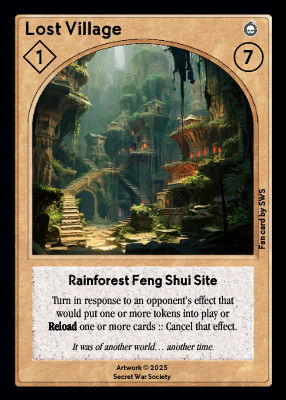 Lost Village
1
7
Fan card by SWS
Rainforest Feng Shui Site
Turn in response to an opponent's effect that
would put one or more tokens into play or
Reload one or more cards :: Cancel that effect.
It was of another world... another time.
Artwork © 2025
Secret War Society